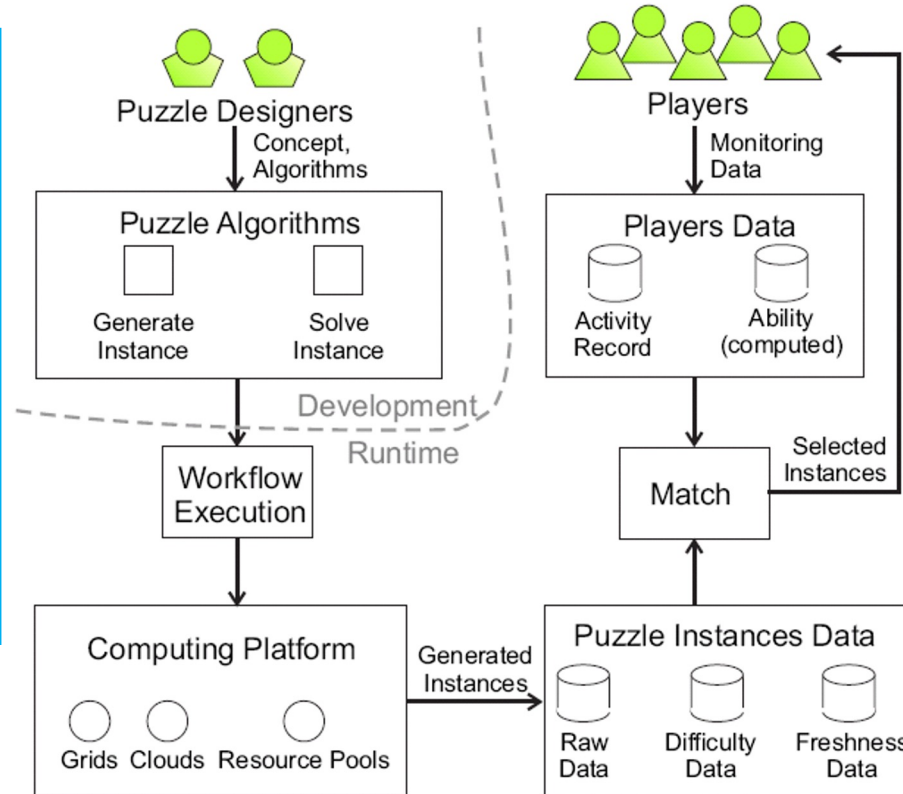 Puzzle Designers
Concept,
Algorithms
Puzzle Algorithms
Generate
Instance
Solve
Instance
Development
Runtime
Workflow
Execution
Computing Platform
Grids
Clouds
Resource Pools
Generated
Instances
Players
Monitoring
Data
Players Data
Activity
Record
Ability
(computed)
Match
Selected
Instances
Puzzle Instances Data
Raw
Data
Difficulty
Data
Freshness
Data